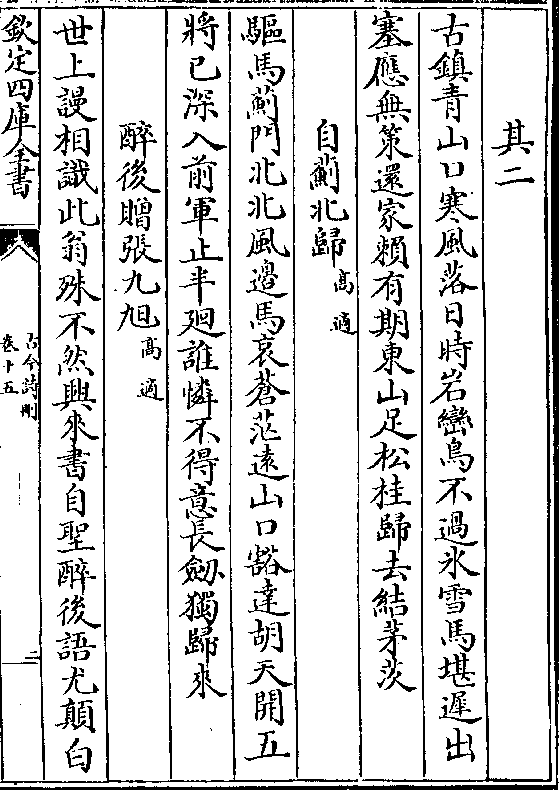 其二
古鎮青山口寒風落日時岩巒鳥不過氷雪馬堪遲出
塞應無策還家賴有期東山足松桂歸去結茅茨
自薊北歸高適
驅馬薊門北北風邊馬哀蒼茫遠山口豁達胡天開五
將已深入前軍止半廻誰憐不得意長劒獨歸來
醉後贈張九旭高適
世上謾相識此翁殊不然興來書自聖醉後語尤顛白
欽定四庫全書
古今詩刪
卷十五
二